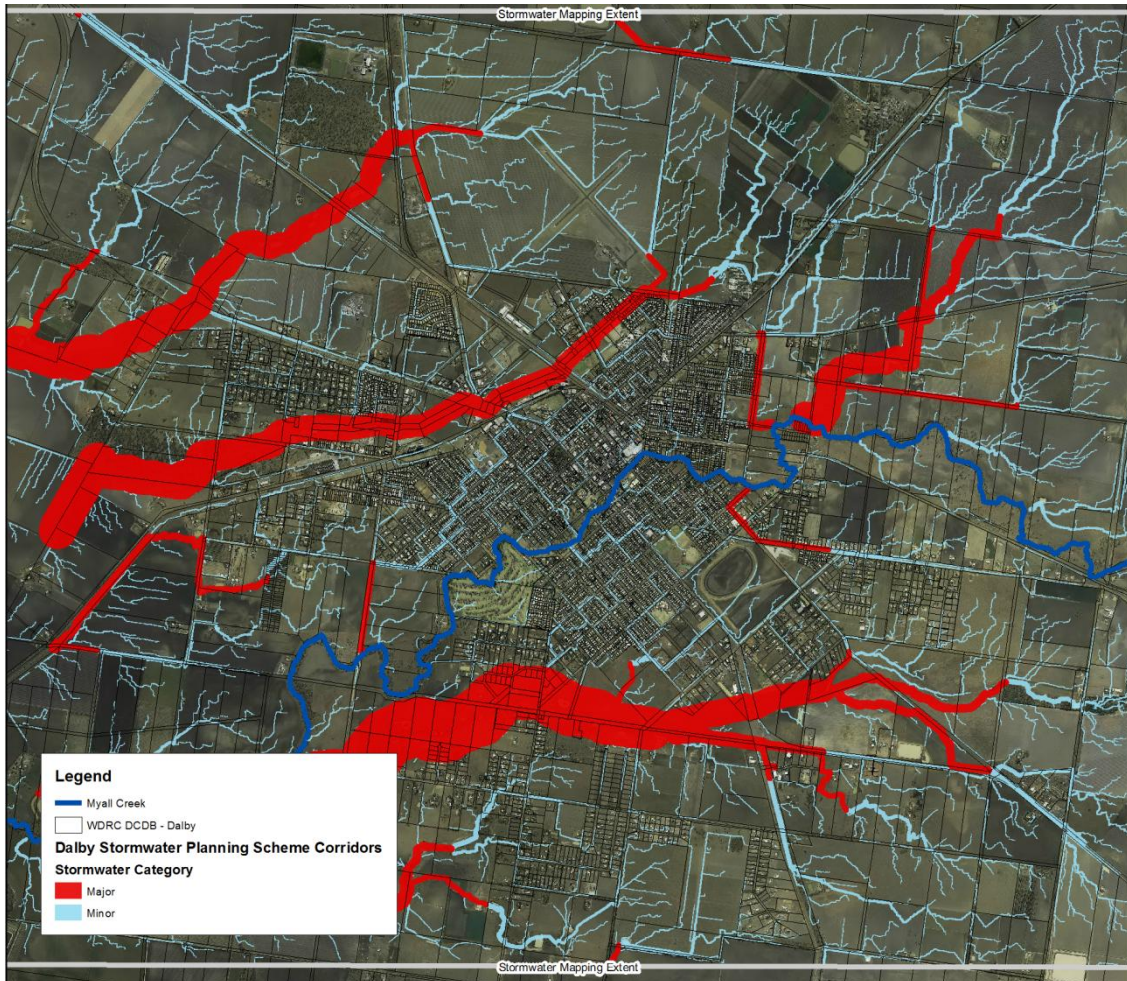 Stormwater Mapping Extent
Legend
Myall Creek
WDRC DCDB - Dalby
Dalby Stormwater Planning Scheme Corridors
Stormwater Category
Major
Minor
Stormwater Mapping Extent